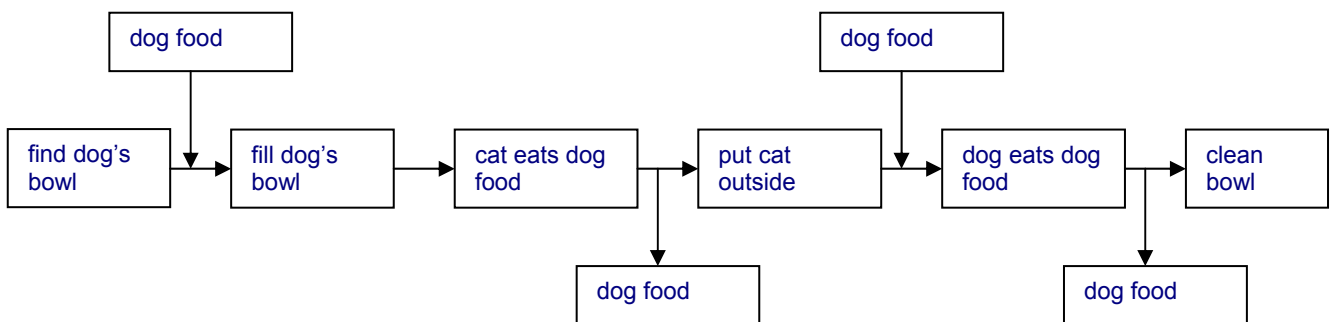 dog food
dog food
find dog's
bowl
fill dog's
bowl
cat eats dog
food
put cat
outside
dog eats dog
food
clean
bowl
dog food
dog food